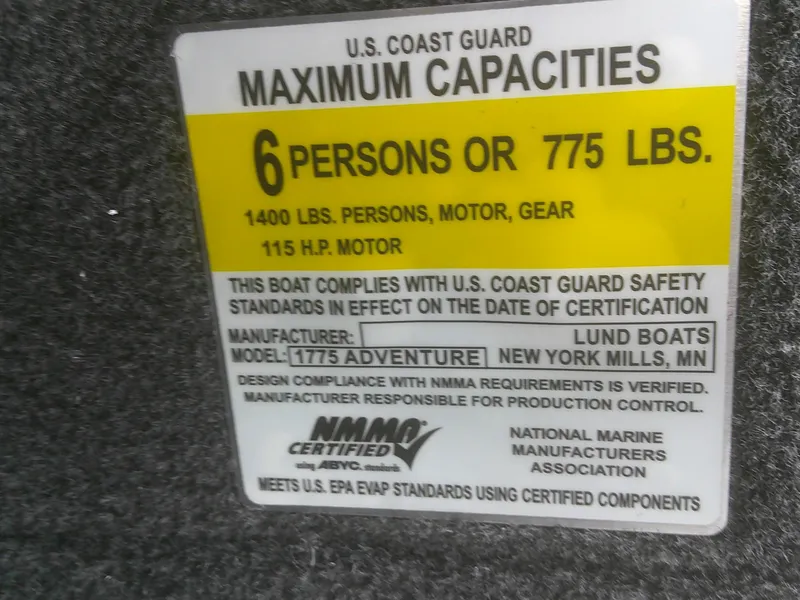 U.S. COAST GUARD
MAXIMUM CAPACITIES
6 PERSONS OR 775 LBS.
1400 LBS. PERSONS, MOTOR, GEAR
115 H.P. MOTOR
THIS BOAT COMPLIES WITH U.S. COAST GUARD SAFETY
STANDARDS IN EFFECT ON THE DATE OF CERTIFICATION
MANUFACTURER: LUND BOATS
MODEL: 1775 ADVENTURE NEW YORK MILLS, MN
DESIGN COMPLIANCE WITH NMMA REQUIREMENTS IS VERIFIED.
MANUFACTURER RESPONSIBLE FOR PRODUCTION CONTROL.
NMMA
CERTIFIED
using ABYC. standards
NATIONAL MARINE
MANUFACTURERS
ASSOCIATION
MEETS U.S. EPA EVAP STANDARDS USING CERTIFIED COMPONENTS